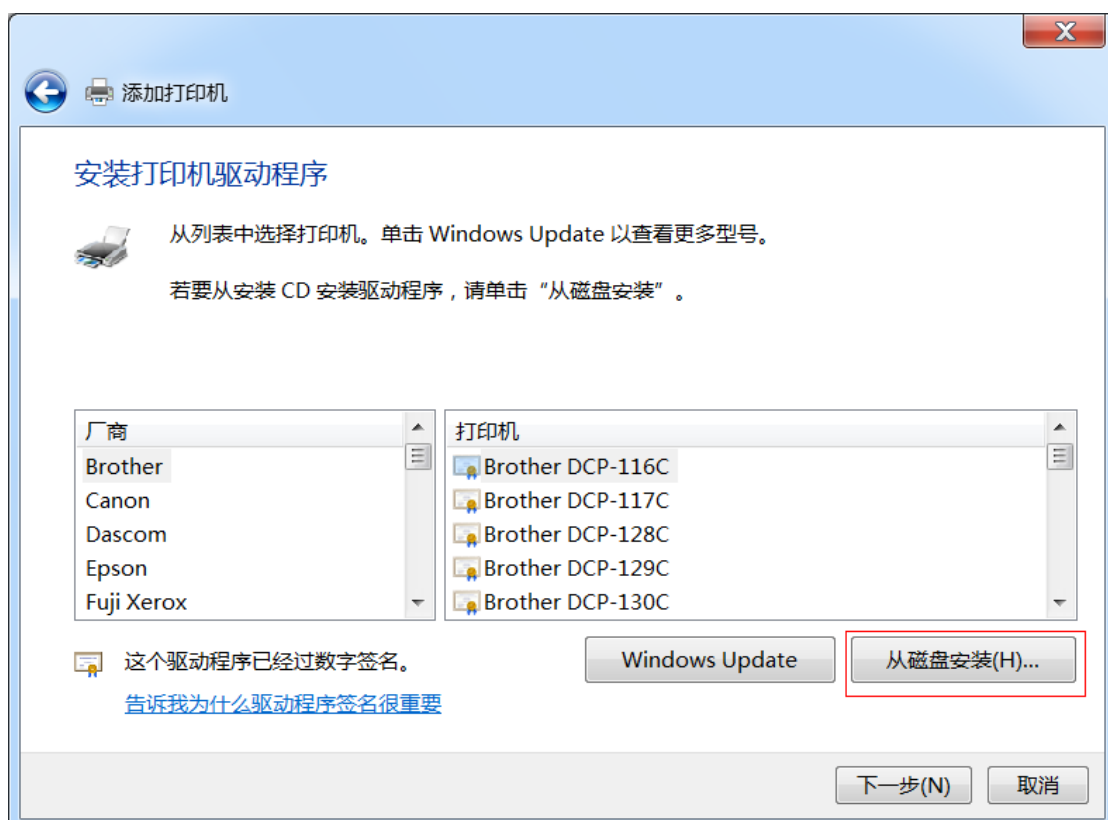 添加打印机
安装打印机驱动程序
从列表中选择打印机。单击 Windows Update 以查看更多型号。
若要从安装 CD 安装驱动程序，请单击“从磁盘安装”。
厂商
Brother
Canon
Dascom
Epson
Fuji Xerox
打印机
Brother DCP-116C
Brother DCP-117C
Brother DCP-128C
Brother DCP-129C
Brother DCP-130C
这个驱动程序已经过数字签名。
告诉我为什么驱动程序签名很重要
Windows Update
从磁盘安装(H)...
下一步(N)
取消